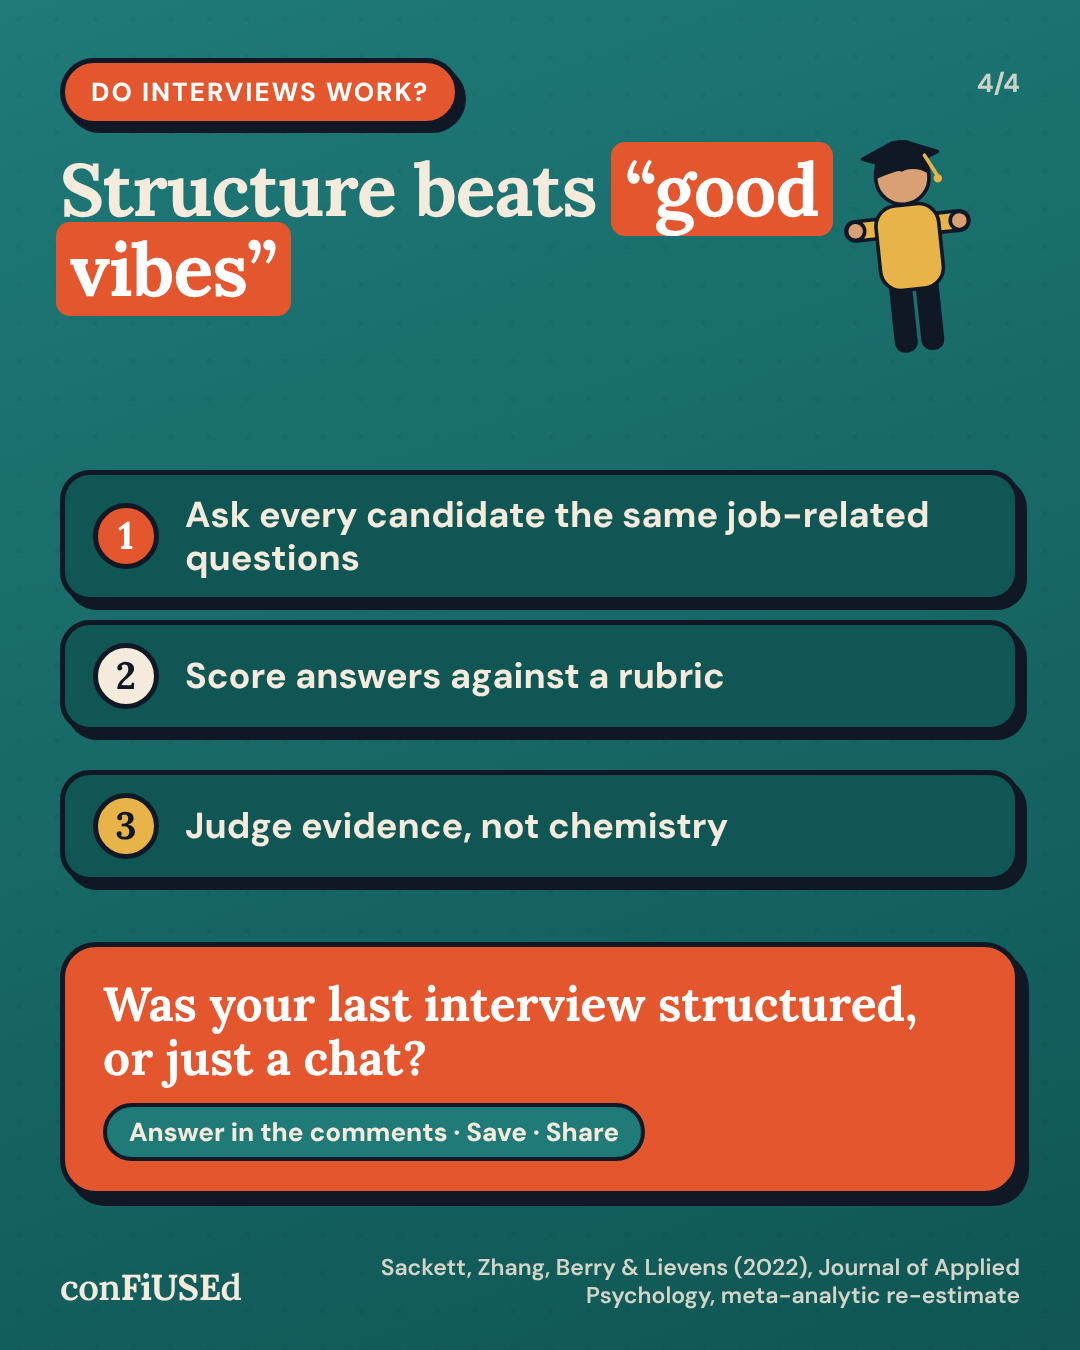 DO INTERVIEWS WORK?
4/4
Structure beats “good
vibes”
1
Ask every candidate the same job-related
questions
2
Score answers against a rubric
3
Judge evidence, not chemistry
Was your last interview structured,
or just a chat?
Answer in the comments · Save · Share
conFiUSEd
Sackett, Zhang, Berry & Lievens (2022), Journal of Applied
Psychology, meta-analytic re-estimate